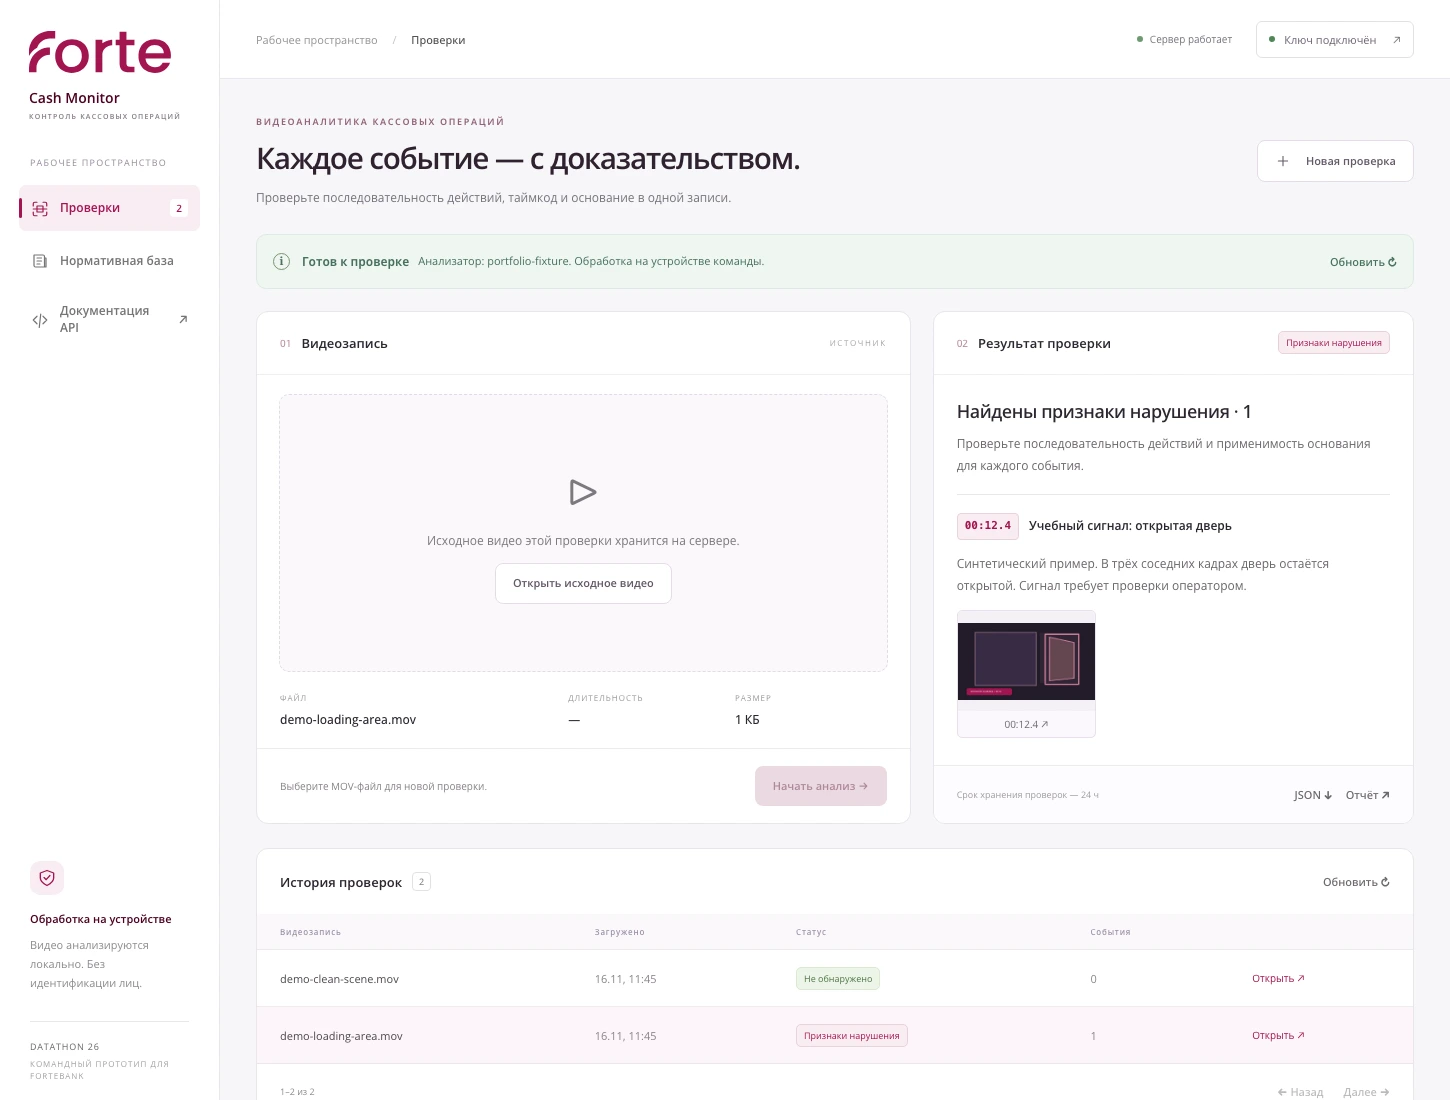 forte
Cash Monitor
КОНТРОЛЬ КАССОВЫХ ОПЕРАЦИЙ
РАБОЧЕЕ ПРОСТРАНСТВО
Проверки 2
Нормативная база
Документация
API ↗
Обработка на устройстве
Видео анализируются
локально. Без
идентификации лиц.
DATATHON 26
КОМАНДНЫЙ ПРОТОТИП ДЛЯ
FORTEBANK
Рабочее пространство / Проверки
Сервер работает
Ключ подключён ↗
ВИДЕОАНАЛИТИКА КАССОВЫХ ОПЕРАЦИЙ
Каждое событие — с доказательством.
Проверьте последовательность действий, таймкод и основание в одной записи.
+ Новая проверка
Готов к проверке Анализатор: portfolio-fixture. Обработка на устройстве команды.
Обновить ↻
01 Видеозапись ИСТОЧНИК
Исходное видео этой проверки хранится на сервере.
Открыть исходное видео
ФАЙЛ ДЛИТЕЛЬНОСТЬ РАЗМЕР
demo-loading-area.mov — 1 КБ
Выберите MOV-файл для новой проверки.
Начать анализ →
02 Результат проверки Признаки нарушения
Найдены признаки нарушения · 1
Проверьте последовательность действий и применимость основания
для каждого события.
00:12.4 Учебный сигнал: открытая дверь
Синтетический пример. В трёх соседних кадрах дверь остаётся
открытой. Сигнал требует проверки оператором.
00:12.4 ↗
Срок хранения проверок — 24 ч
JSON ↓ Отчёт ↗
История проверок 2
Обновить ↻
Видеозапись Загружено Статус События
demo-clean-scene.mov 16.11, 11:45 Не обнаружено 0 Открыть ↗
demo-loading-area.mov 16.11, 11:45 Признаки нарушения 1 Открыть ↗
1–2 из 2
← Назад Далее →